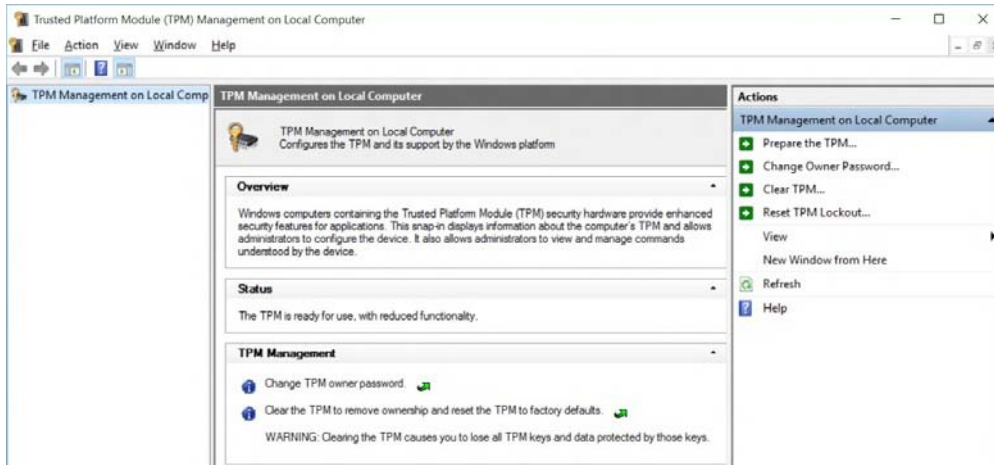 Trusted Platform Module (TPM) Management on Local Computer
File Action View Window Help
TPM Management on Local Comp
TPM Management on Local Computer
TPM Management on Local Computer
Configures the TPM and its support by the Windows platform
Overview
Windows computers containing the Trusted Platform Module (TPM) security hardware provide enhanced
security features for applications. This snap-in displays information about the computer's TPM and allows
administrators to configure the device. It also allows administrators to view and manage commands
understood by the device.
Status
The TPM is ready for use, with reduced functionality.
TPM Management
Change TPM owner password.
Clear the TPM to remove ownership and reset the TPM to factory defaults.
WARNING: Clearing the TPM causes you to lose all TPM keys and data protected by those keys.
Actions
TPM Management on Local Computer
Prepare the TPM...
Change Owner Password...
Clear TPM...
Reset TPM Lockout...
View
New Window from Here
Refresh
Help